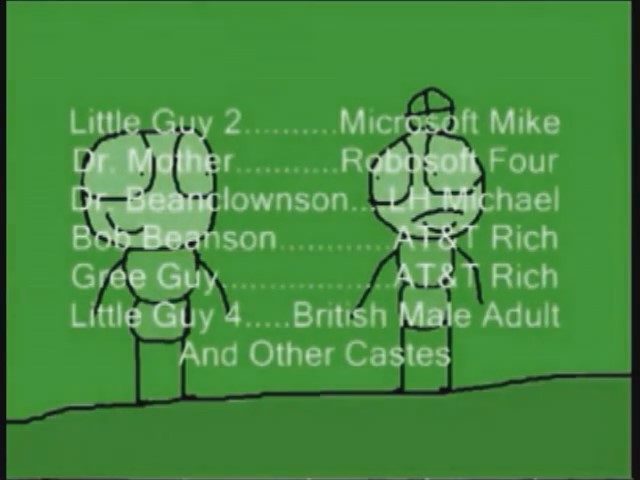 Little Guy 2..........Microsoft Mike
Dr. Mother...........Robosoft Four
Dr. Beanclownson...LH Michael
Bob Beanson............AT&T Rich
Gree Guy..................AT&T Rich
Little Guy 4.....British Male Adult
And Other Castes